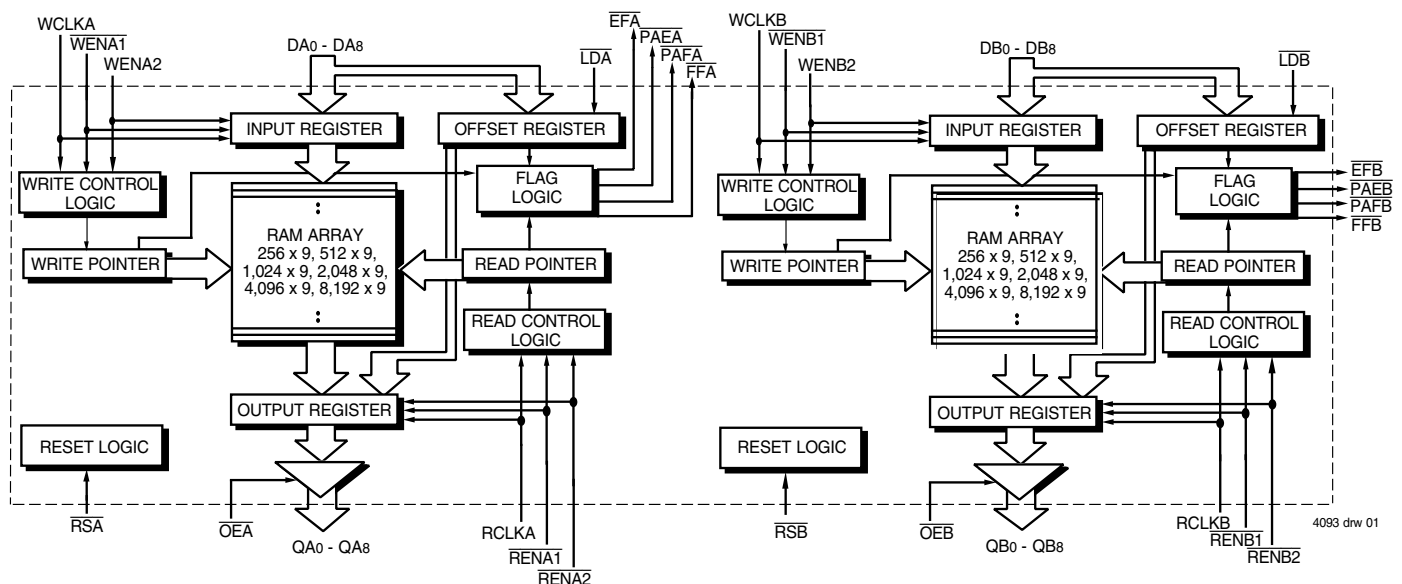 WCLKA
WENA1
WENA2
DA0 - DA8
LDA
EFA
PAEA
PAFA
FFA
INPUT REGISTER
OFFSET REGISTER
WRITE CONTROL
LOGIC
FLAG
LOGIC
RAM ARRAY
256 x 9, 512 x 9,
1,024 x 9, 2,048 x 9,
4,096 x 9, 8,192 x 9
WRITE POINTER
READ POINTER
READ CONTROL
LOGIC
OUTPUT REGISTER
RESET LOGIC
RSA
OEA
QA0 - QA8
RCLKA
RENA1
RENA2
WCLKB
WENB1
WENB2
DB0 - DB8
LDB
INPUT REGISTER
OFFSET REGISTER
WRITE CONTROL
LOGIC
FLAG
LOGIC
EFB
PAEB
PAFB
FFB
RAM ARRAY
256 x 9, 512 x 9,
1,024 x 9, 2,048 x 9,
4,096 x 9, 8,192 x 9
WRITE POINTER
READ POINTER
READ CONTROL
LOGIC
OUTPUT REGISTER
RESET LOGIC
RSB
OEB
QB0 - QB8
RCLKB
RENB1
RENB2
4093 drw 01